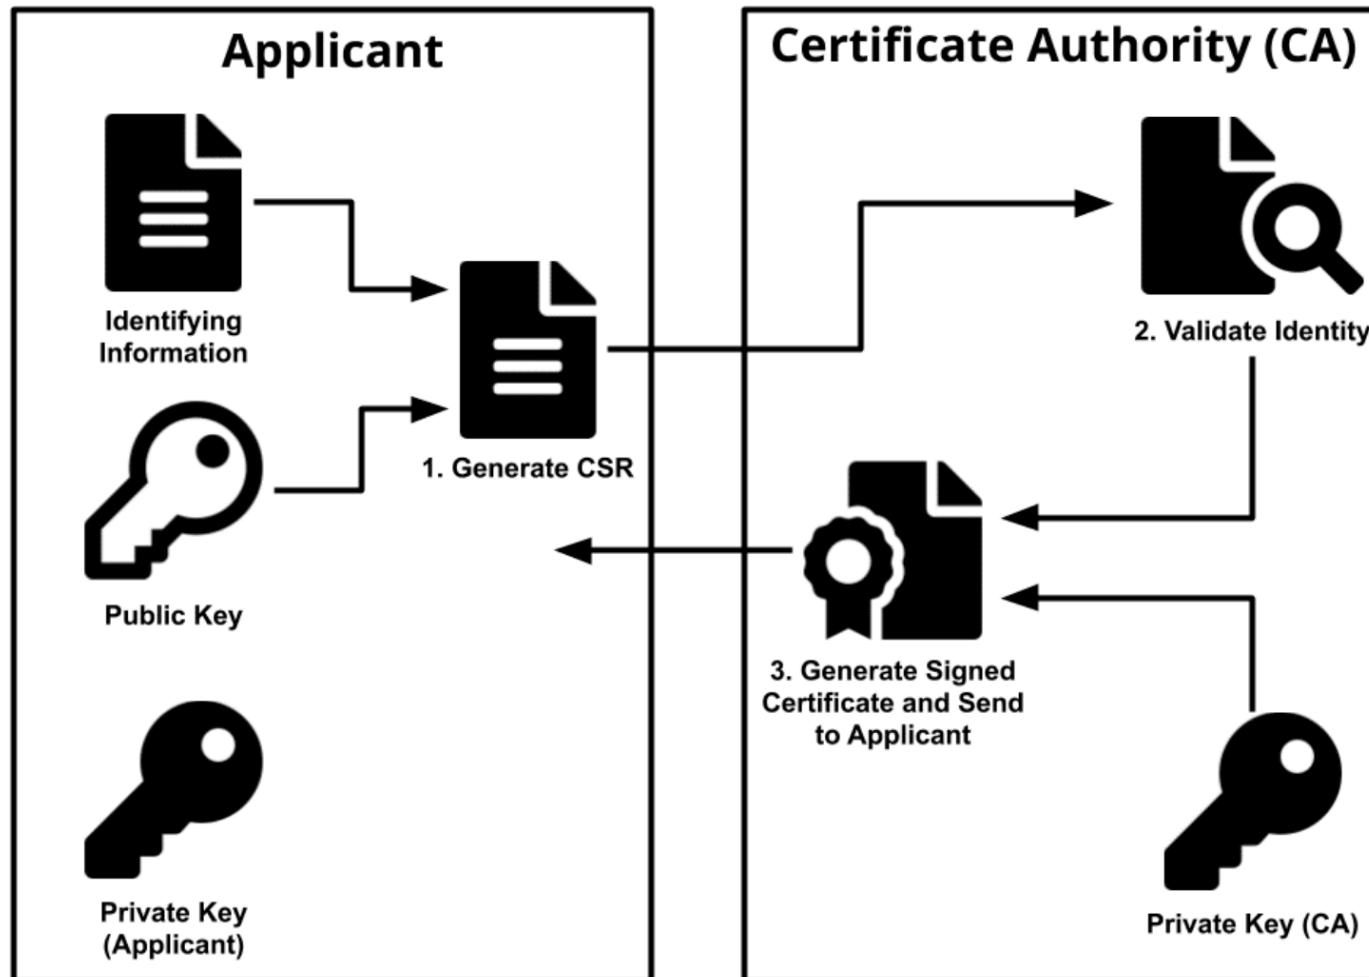 Applicant
Identifying
Information
1. Generate CSR
Public Key
Private Key
(Applicant)
Certificate Authority (CA)
2. Validate Identity
3. Generate Signed
Certificate and Send
to Applicant
Private Key (CA)